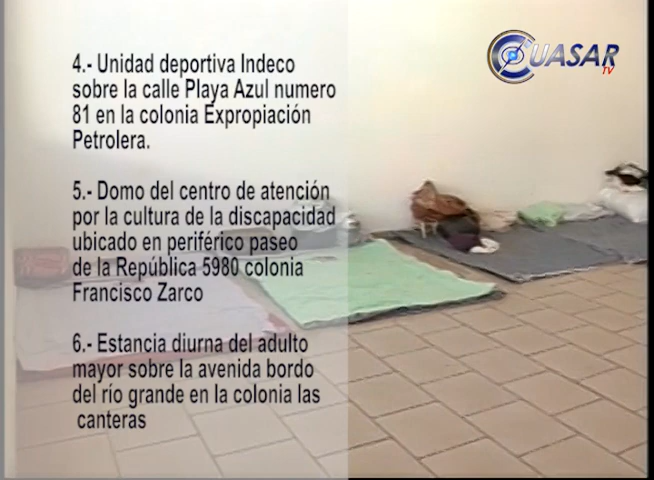 CUASAR
TV
4.- Unidad deportiva Indeco
sobre la calle Playa Azul numero
81 en la colonia Expropiación
Petrolera.
5.- Domo del centro de atención
por la cultura de la discapacidad
ubicado en periférico paseo
de la República 5980 colonia
Francisco Zarco
6.- Estancia diurna del adulto
mayor sobre la avenida bordo
del río grande en la colonia las
canteras